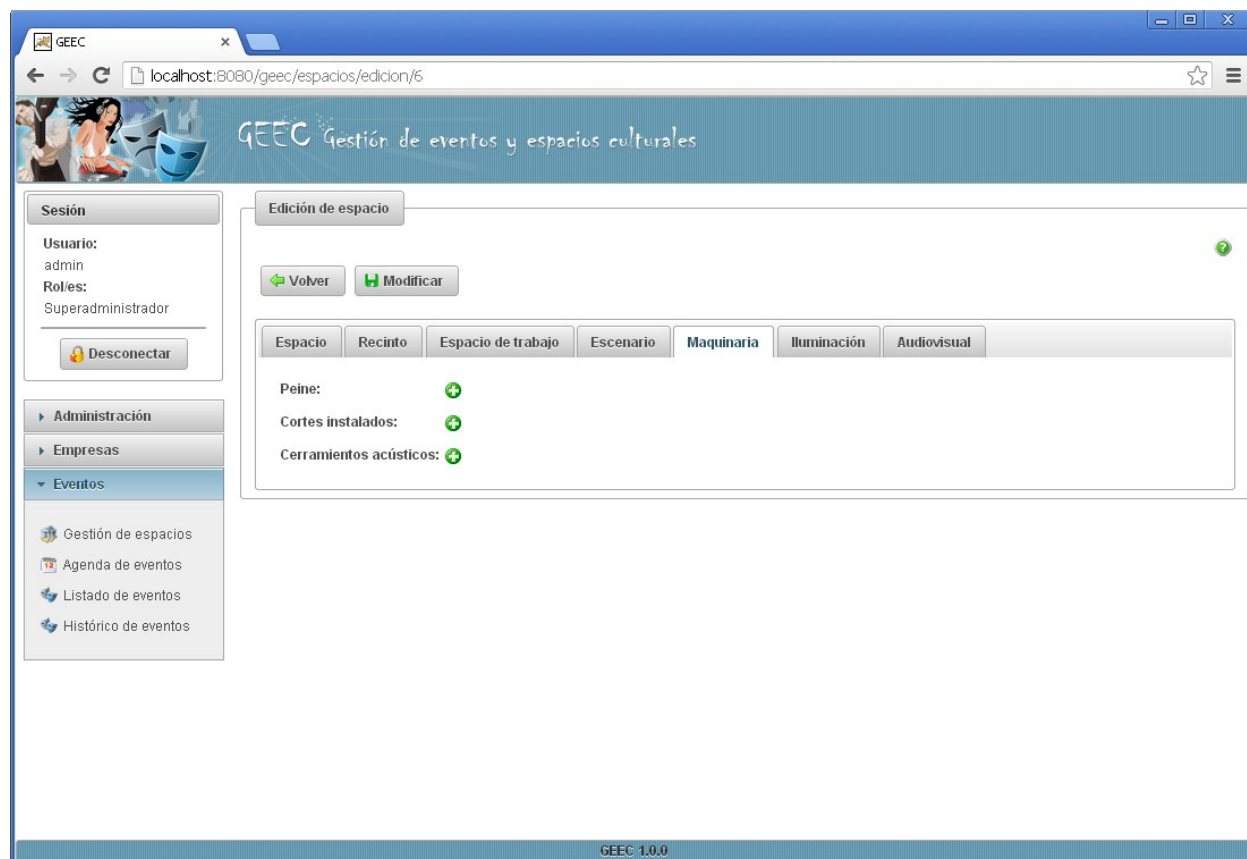 GEEC
localhost:8080/geec/espacios/edicion/6
GEEC Gestión de eventos y espacios culturales
Sesión
Usuario:
admin
Rol/es:
Superadministrador
Desconectar
Administración
Empresas
Eventos
Gestión de espacios
Agenda de eventos
Listado de eventos
Histórico de eventos
Edición de espacio
Volver Modificar
Espacio Recinto Espacio de trabajo Escenario Maquinaria Iluminación Audiovisual
Peine:
Cortes instalados:
Cerramientos acústicos:
GEEC 1.0.0